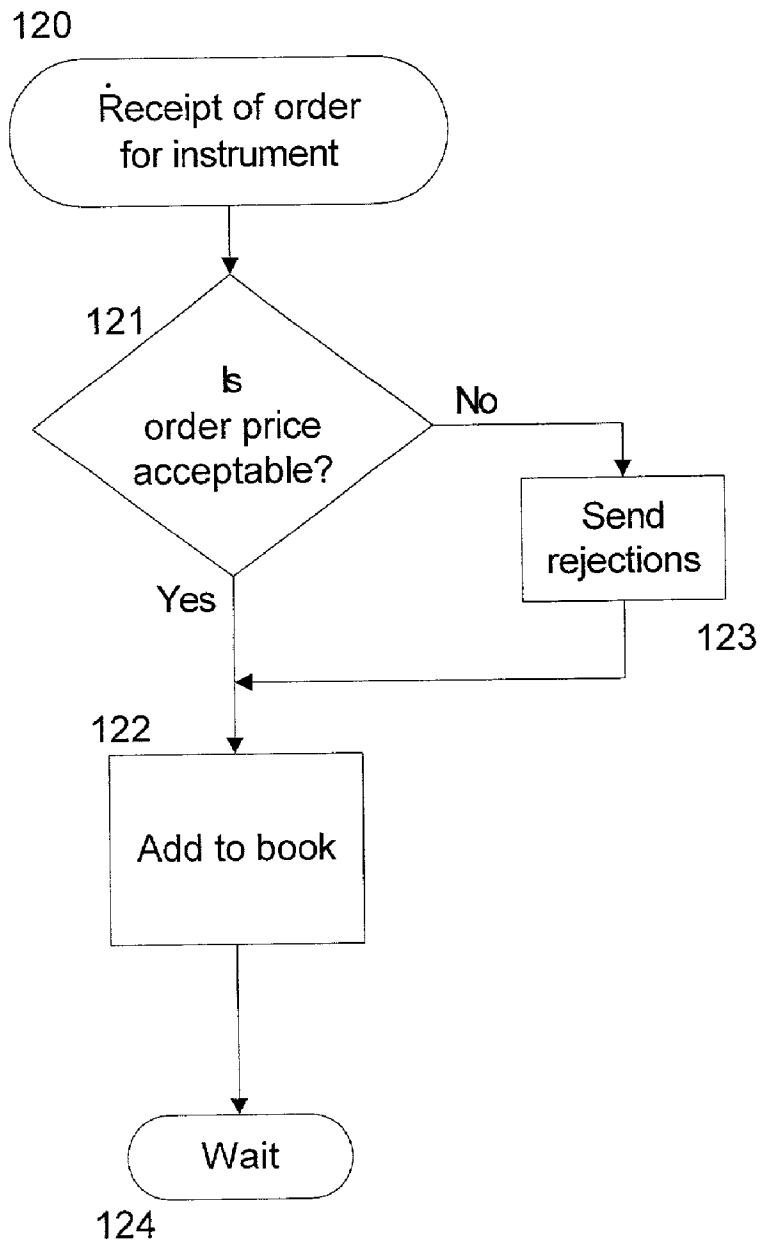 120
Receipt of order
for instrument
121
Is
order price
acceptable?
No
Send
rejections
Yes
123
122
Add to book
Wait
124